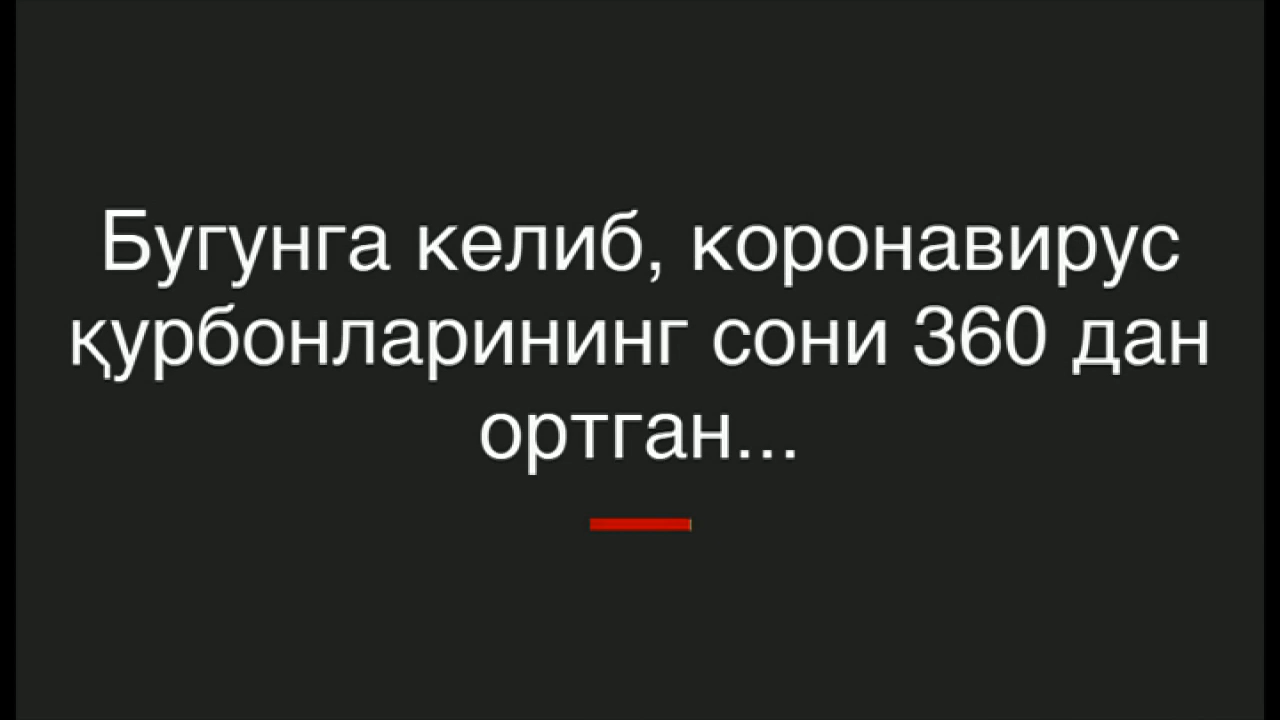 Бугунга келиб, коронавирус
қурбонларининг сони 360 дан
ортган...